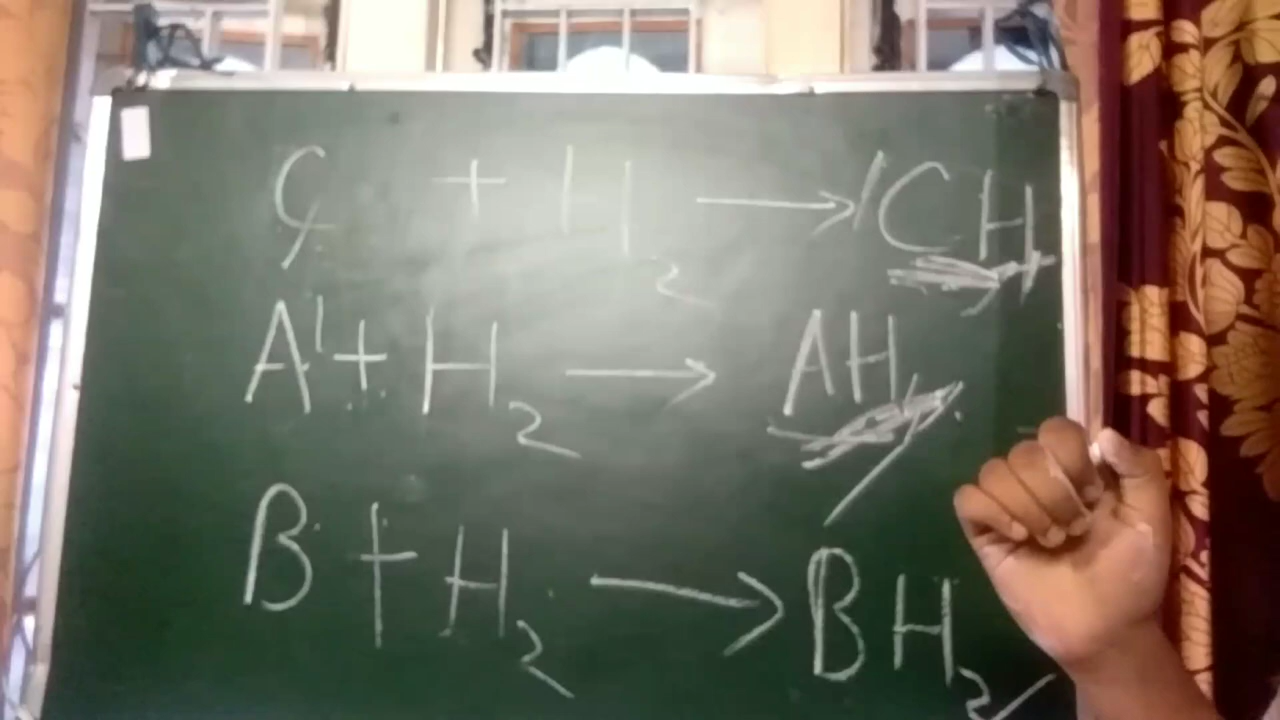 C + H2 → CH
A + H2 → AH
B + H2 → BH2